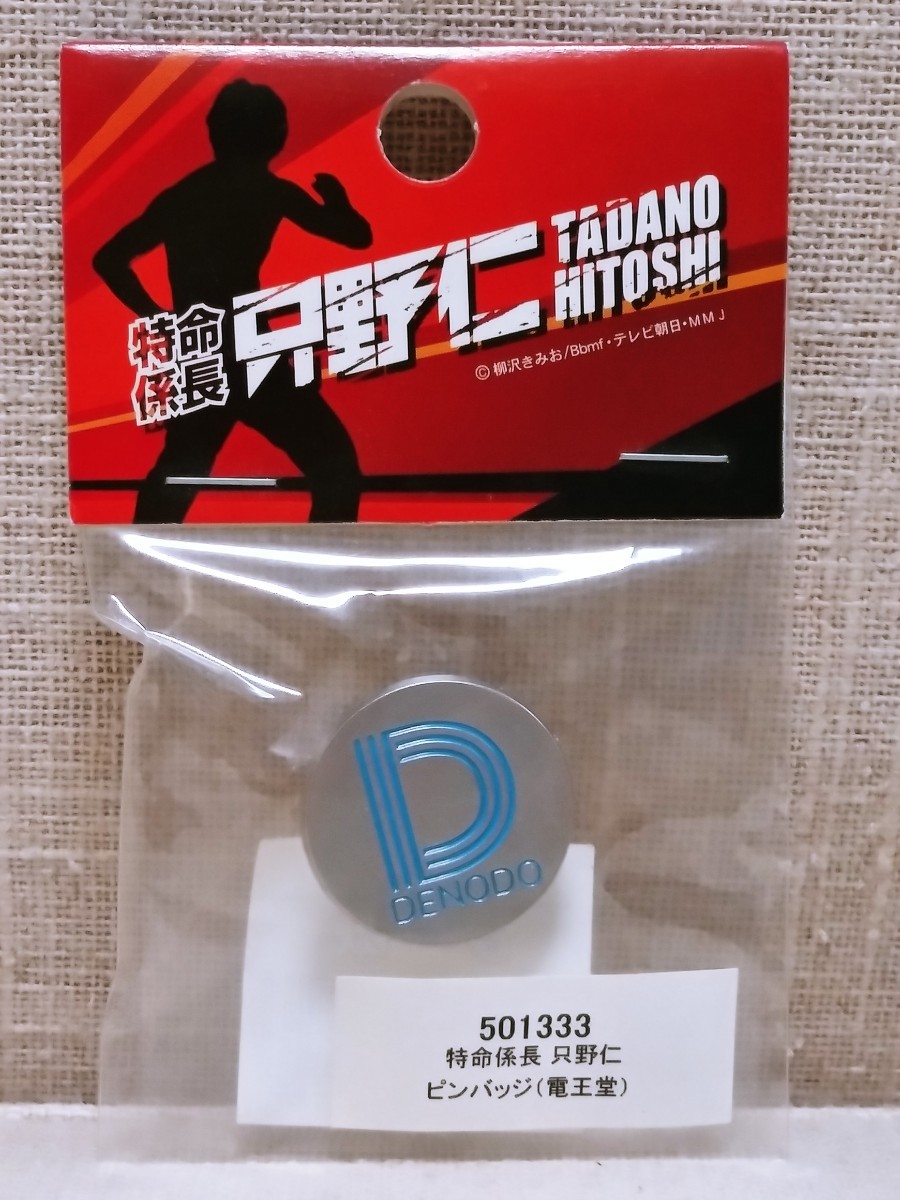 特命
係長
只野仁
TADANO
HITOSHI
© 柳沢きみお/Bbmf・テレビ朝日・MMJ
D
DENODO
501333
特命係長 只野仁
ピンバッジ(電王堂)